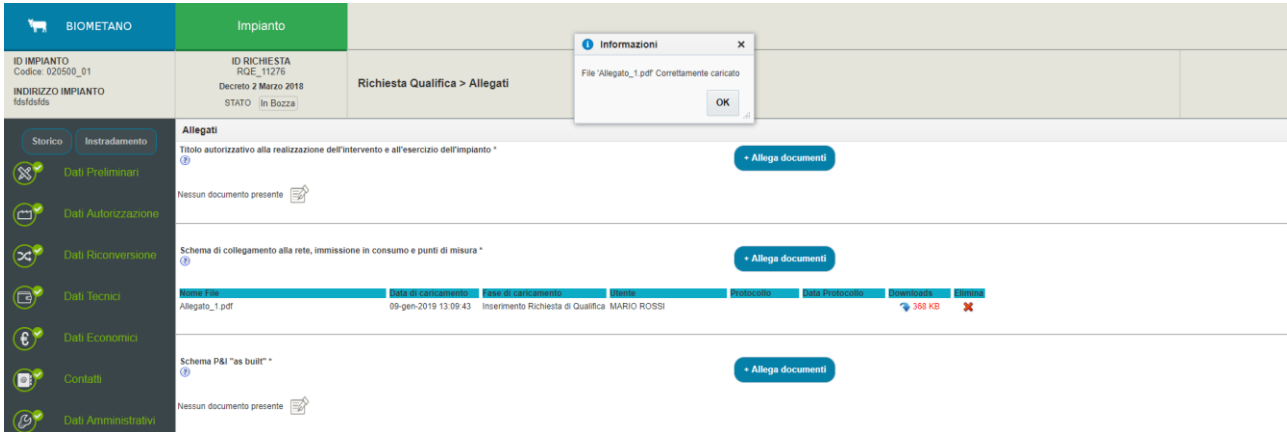 BIOMETANO
Impianto
Informazioni
File 'Allegato_1.pdf' Correttamente caricato
OK
ID IMPIANTO
Codice: 020500_01
INDIRIZZO IMPIANTO
fdsfdsfds
ID RICHIESTA
RQE_11276
Decreto 2 Marzo 2018
STATO In Bozza
Richiesta Qualifica > Allegati
Storico Instradamento
Dati Preliminari
Dati Autorizzazione
Dati Riconversione
Dati Tecnici
Dati Economici
Contatti
Dati Amministrativi
Allegati
Titolo autorizzativo alla realizzazione dell'intervento e all'esercizio dell'impianto *
+ Allega documenti
Nessun documento presente
Schema di collegamento alla rete, immissione in consumo e punti di misura *
+ Allega documenti
Nome File Data di caricamento Fase di caricamento Utente Protocollo Data Protocollo Downloads Elimina
Allegato_1.pdf 09-gen-2019 13:09:43 Inserimento Richiesta di Qualifica MARIO ROSSI 368 KB
Schema P&I "as built" *
+ Allega documenti
Nessun documento presente